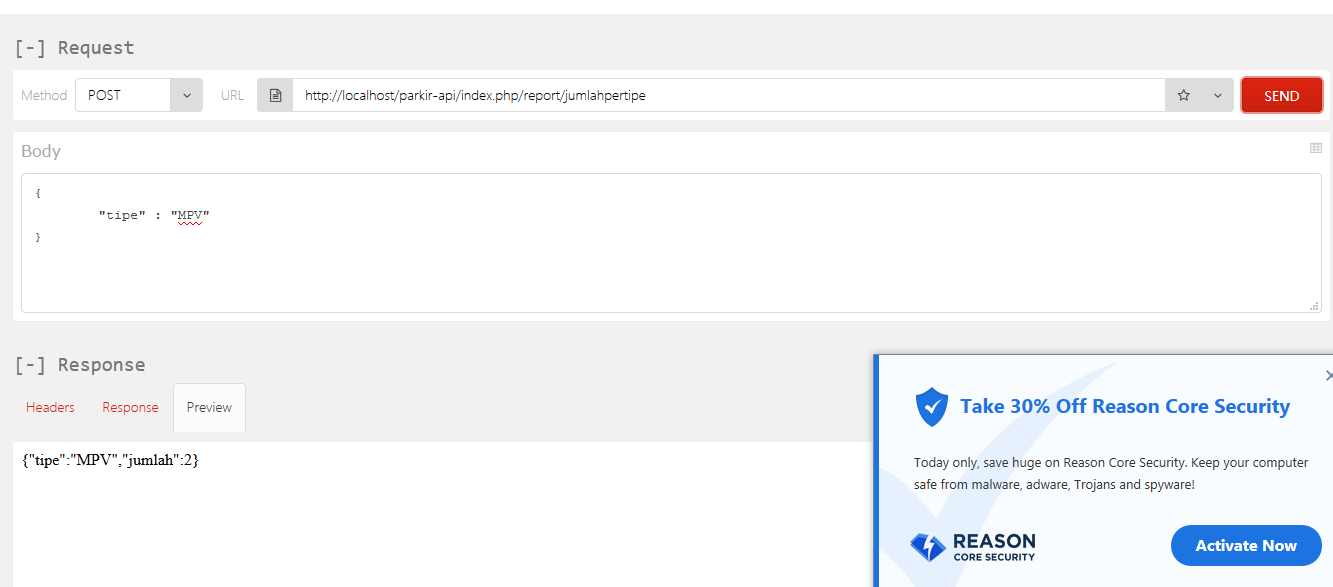 [-] Request
Method POST URL http://localhost/parkir-api/index.php/report/jumlahpertipe SEND
Body
{
"tipe" : "MPV"
}
[-] Response
Headers Response Preview
{"tipe":"MPV","jumlah":2}
Take 30% Off Reason Core Security
Today only, save huge on Reason Core Security. Keep your computer
safe from malware, adware, Trojans and spyware!
REASON
CORE SECURITY
Activate Now